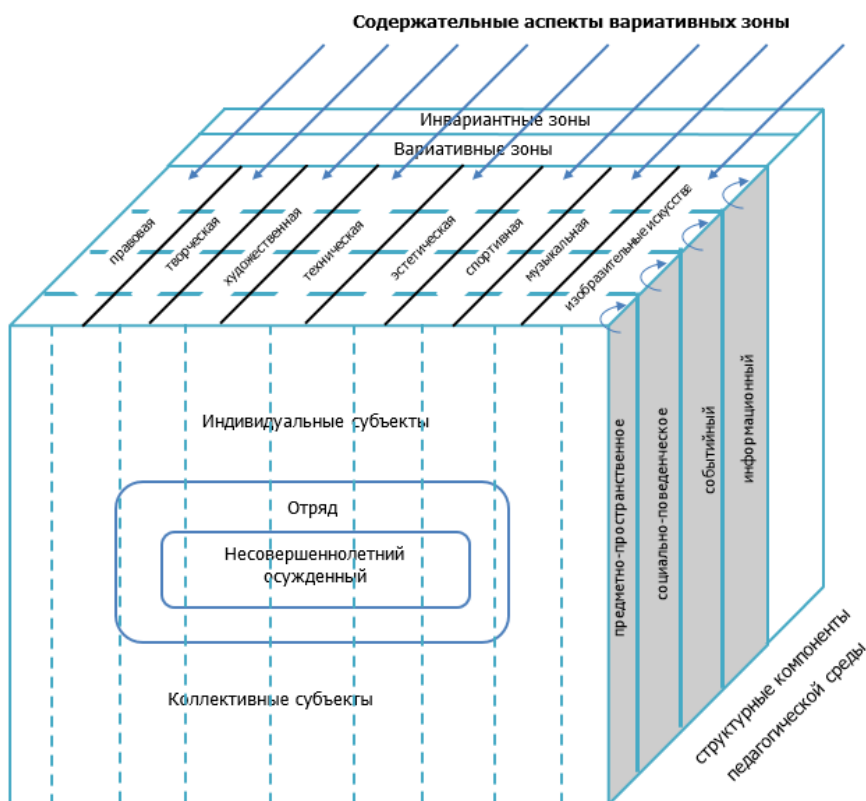 Содержательные аспекты вариативных зоны
Инвариантные зоны
Вариативные зоны
правовая
творческая
художественная
техническая
эстетическая
спортивная
музыкальная
изобразительные искусстве
Индивидуальные субъекты
Отряд
Несовершеннолетний
осужденный
Коллективные субъекты
предметно-пространственное
социально-поведенческое
событийный
информационный
структурные компоненты
педагогической среды